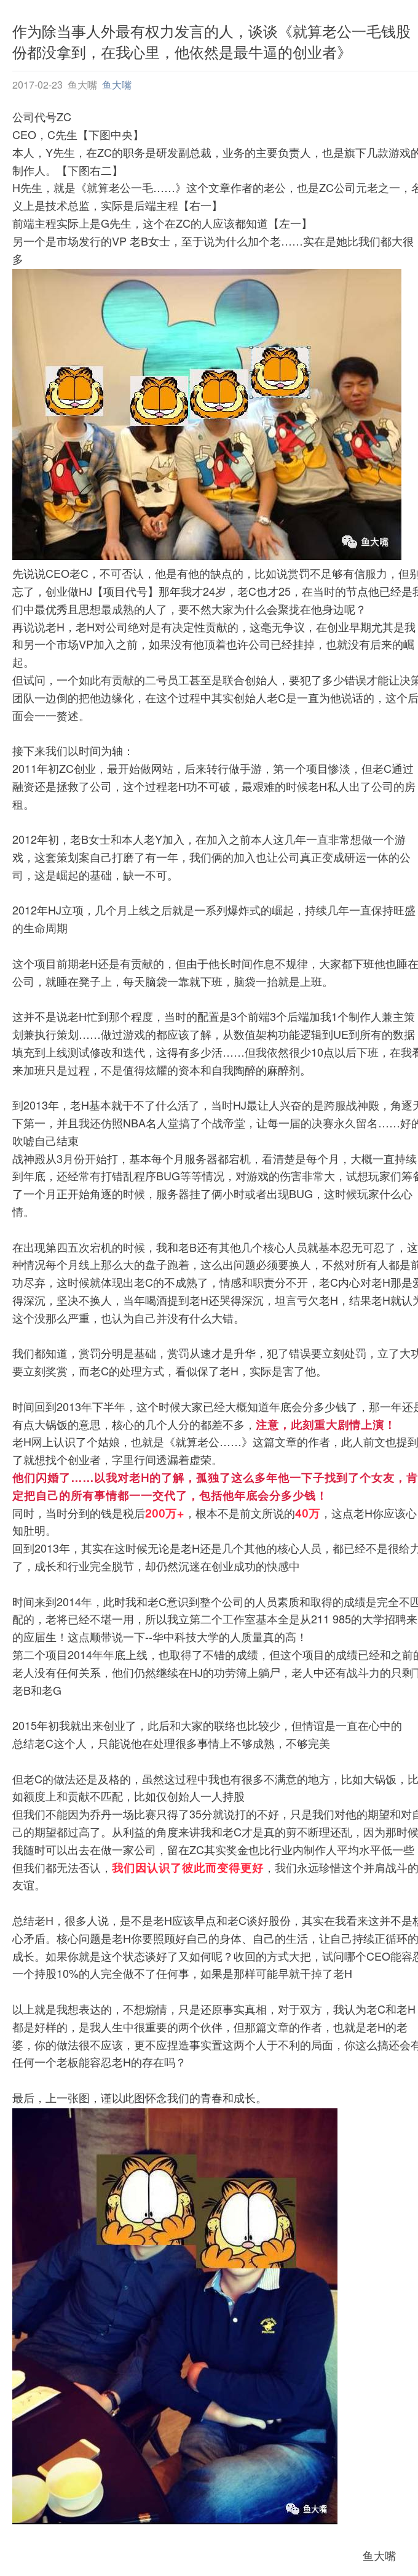 作为除当事人外最有权力发言的人，谈谈《就算老公一毛钱股
份都没拿到，在我心里，他依然是最牛逼的创业者》
2017-02-23 鱼大嘴 鱼大嘴
公司代号ZC
CEO，C先生【下图中央】
本人，Y先生，在ZC的职务是研发副总裁，业务的主要负责人，也是旗下几款游戏的
制作人。【下图右二】
H先生，就是《就算老公一毛……》这个文章作者的老公，也是ZC公司元老之一，名
义上是技术总监，实际是后端主程【右一】
前端主程实际上是G先生，这个在ZC的人应该都知道【左一】
另一个是市场发行的VP 老B女士，至于说为什么加个老……实在是她比我们都大很
多
鱼大嘴
先说说CEO老C，不可否认，他是有他的缺点的，比如说赏罚不足够有信服力，但别
忘了，创业做HJ【项目代号】那年我才24岁，老C也才25，在当时的节点他已经是我
们中最优秀且思想最成熟的人了，要不然大家为什么会聚拢在他身边呢？
再说说老H，老H对公司绝对是有决定性贡献的，这毫无争议，在创业早期尤其是我
和另一个市场VP加入之前，如果没有他顶着也许公司已经挂掉，也就没有后来的崛
起。
但试问，一个如此有贡献的二号员工甚至是联合创始人，要犯了多少错误才能让决策
团队一边倒的把他边缘化，在这个过程中其实创始人老C是一直为他说话的，这个后
面会一一赘述。
接下来我们以时间为轴：
2011年初ZC创业，最开始做网站，后来转行做手游，第一个项目惨淡，但老C通过
融资还是拯救了公司，这个过程老H功不可破，最艰难的时候老H私人出了公司的房
租。
2012年初，老B女士和本人老Y加入，在加入之前本人这几年一直非常想做一个游
戏，这套策划案自己打磨了有一年，我们俩的加入也让公司真正变成研运一体的公
司，这是崛起的基础，缺一不可。
2012年HJ立项，几个月上线之后就是一系列爆炸式的崛起，持续几年一直保持旺盛
的生命周期
这个项目前期老H还是有贡献的，但由于他长时间作息不规律，大家都下班他也睡在
公司，就睡在凳子上，每天脑袋一靠就下班，脑袋一抬就是上班。
这并不是说老H忙到那个程度，当时的配置是3个前端3个后端加我1个制作人兼主策
划兼执行策划……做过游戏的都应该了解，从数值架构功能逻辑到UE到所有的数据
填充到上线测试修改和迭代，这得有多少活……但我依然很少10点以后下班，在我看
来加班只是过程，不是值得炫耀的资本和自我陶醉的麻醉剂。
到2013年，老H基本就干不了什么活了，当时HJ最让人兴奋的是跨服战神殿，角逐天
下第一，并且我还仿照NBA名人堂搞了个战帝堂，让每一届的决赛永久留名……好的
吹嘘自己结束
战神殿从3月份开始打，基本每个月服务器都宕机，看清楚是每个月，大概一直持续
到年底，还经常有打错乱程序BUG等等情况，对游戏的伤害非常大，试想玩家们筹备
了一个月正开始角逐的时候，服务器挂了俩小时或者出现BUG，这时候玩家什么心
情。
在出现第四五次宕机的时候，我和老B还有其他几个核心人员就基本忍无可忍了，这
种情况每个月线上那么大的盘子跑着，这么出问题必须要换人，不然对所有人都是前
功尽弃，这时候就体现出老C的不成熟了，情感和职责分不开，老C内心对老H那是爱
得深沉，坚决不换人，当年喝酒提到老H还哭得深沉，坦言亏欠老H，结果老H就认为
这个没那么严重，也认为自己并没有什么大错。
我们都知道，赏罚分明是基础，赏罚从速才是升华，犯了错误要立刻处罚，立了大功
要立刻奖赏，而老C的处理方式，看似保了老H，实际是害了他。
时间回到2013年下半年，这个时候大家已经大概知道年底会分多少钱了，那一年还是
有点大锅饭的意思，核心的几个人分的都差不多，注意，此刻重大剧情上演！
老H网上认识了个姑娘，也就是《就算老公……》这篇文章的作者，此人前文也提到
了就想找个创业者，字里行间透漏着虚荣。
他们闪婚了……以我对老H的了解，孤独了这么多年他一下子找到了个女友，肯
定把自己的所有事情都一一交代了，包括他年底会分多少钱！
同时，当时分到的钱是税后200万+，根本不是前文所说的40万，这点老H你应该心
知肚明。
回到2013年，其实在这时候无论是老H还是几个其他的核心人员，都已经不是很给力
了，成长和行业完全脱节，却仍然沉迷在创业成功的快感中
时间来到2014年，此时我和老C意识到整个公司的人员素质和取得的成绩是完全不匹
配的，老将已经不堪一用，所以我立第二个工作室基本全是从211 985的大学招聘来
的应届生！这点顺带说一下--华中科技大学的人质量真的高！
第二个项目2014年年底上线，也取得了不错的成绩，但这个项目的成绩已经和之前的
老人没有任何关系，他们仍然继续在HJ的功劳簿上躺尸，老人中还有战斗力的只剩下
老B和老G
2015年初我就出来创业了，此后和大家的联络也比较少，但情谊是一直在心中的
总结老C这个人，只能说他在处理很多事情上不够成熟，不够完美
但老C的做法还是及格的，虽然这过程中我也有很多不满意的地方，比如大锅饭，比
如额度上和贡献不匹配，比如仅创始人一人持股
但我们不能因为乔丹一场比赛只得了35分就说打的不好，只是我们对他的期望和对自
己的期望都过高了。从利益的角度来讲我和老C才是真的剪不断理还乱，因为那时候
我随时可以出去在做一家公司，留在ZC其实奖金也比行业内制作人平均水平低一些
但我们都无法否认，我们因认识了彼此而变得更好，我们永远珍惜这个并肩战斗的
友谊。
总结老H，很多人说，是不是老H应该早点和老C谈好股份，其实在我看来这并不是核
心矛盾。核心问题是老H你要照顾好自己的身体、自己的生活，让自己持续正循环的
成长。如果你就是这个状态谈好了又如何呢？收回的方式大把，试问哪个CEO能容忍
一个持股10%的人完全做不了任何事，如果是那样可能早就干掉了老H
以上就是我想表达的，不想煽情，只是还原事实真相，对于双方，我认为老C和老H
都是好样的，是我人生中很重要的两个伙伴，但那篇文章的作者，也就是老H的老
婆，你的做法很不应该，更不应捏造事实置这两个人于不利的局面，你这么搞还会有
任何一个老板能容忍老H的存在吗？
最后，上一张图，谨以此图怀念我们的青春和成长。
鱼大嘴
鱼大嘴